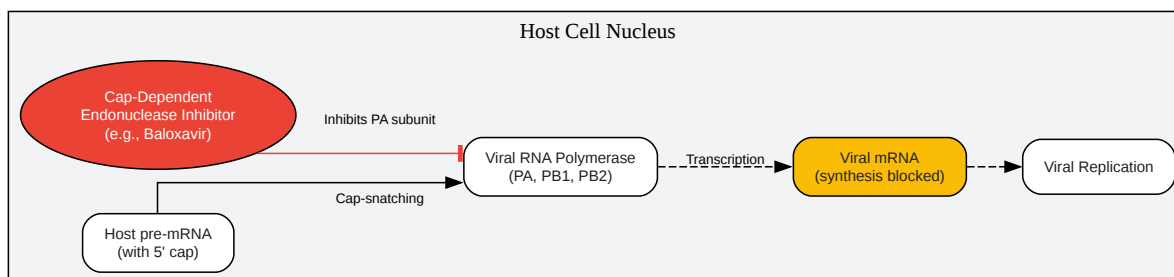 Host Cell Nucleus
Cap-Dependent
Endonuclease Inhibitor
(e.g., Baloxavir)
Inhibits PA subunit
Viral RNA Polymerase
(PA, PB1, PB2)
Transcription
Viral mRNA
(synthesis blocked)
Viral Replication
Cap-snatching
Host pre-mRNA
(with 5' cap)